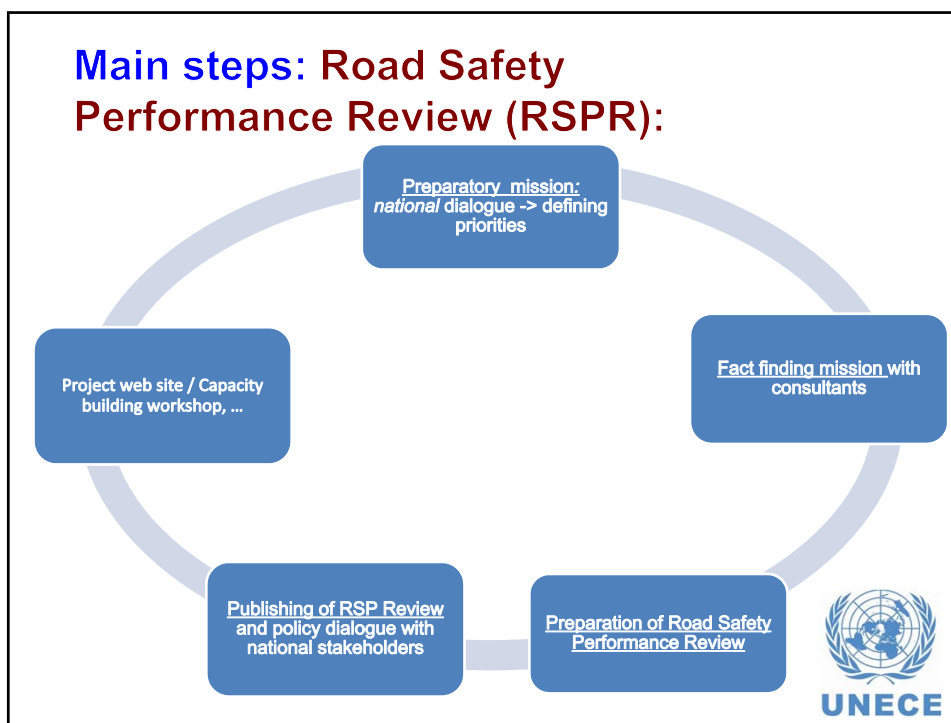 Main steps: Road Safety
Performance Review (RSPR):
Preparatory mission:
national dialogue -> defining
priorities
Fact finding mission with
consultants
Preparation of Road Safety
Performance Review
Publishing of RSP Review
and policy dialogue with
national stakeholders
Project web site / Capacity
building workshop, ...
UNECE